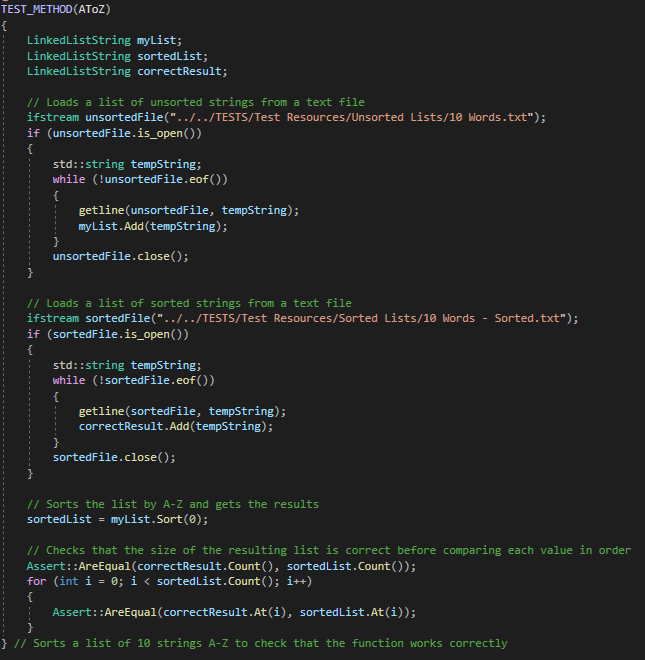 TEST_METHOD(AToZ)
{
    LinkedListString myList;
    LinkedListString sortedList;
    LinkedListString correctResult;

    // Loads a list of unsorted strings from a text file
    ifstream unsortedFile("../../TESTS/Test Resources/Unsorted Lists/10 Words.txt");
    if (unsortedFile.is_open())
    {
        std::string tempString;
        while (!unsortedFile.eof())
        {
            getline(unsortedFile, tempString);
            myList.Add(tempString);
        }
        unsortedFile.close();
    }

    // Loads a list of sorted strings from a text file
    ifstream sortedFile("../../TESTS/Test Resources/Sorted Lists/10 Words - Sorted.txt");
    if (sortedFile.is_open())
    {
        std::string tempString;
        while (!sortedFile.eof())
        {
            getline(sortedFile, tempString);
            correctResult.Add(tempString);
        }
        sortedFile.close();
    }

    // Sorts the list by A-Z and gets the results
    sortedList = myList.Sort(0);

    // Checks that the size of the resulting list is correct before comparing each value in order
    Assert::AreEqual(correctResult.Count(), sortedList.Count());
    for (int i = 0; i < sortedList.Count(); i++)
    {
        Assert::AreEqual(correctResult.At(i), sortedList.At(i));
    }
} // Sorts a list of 10 strings A-Z to check that the function works correctly